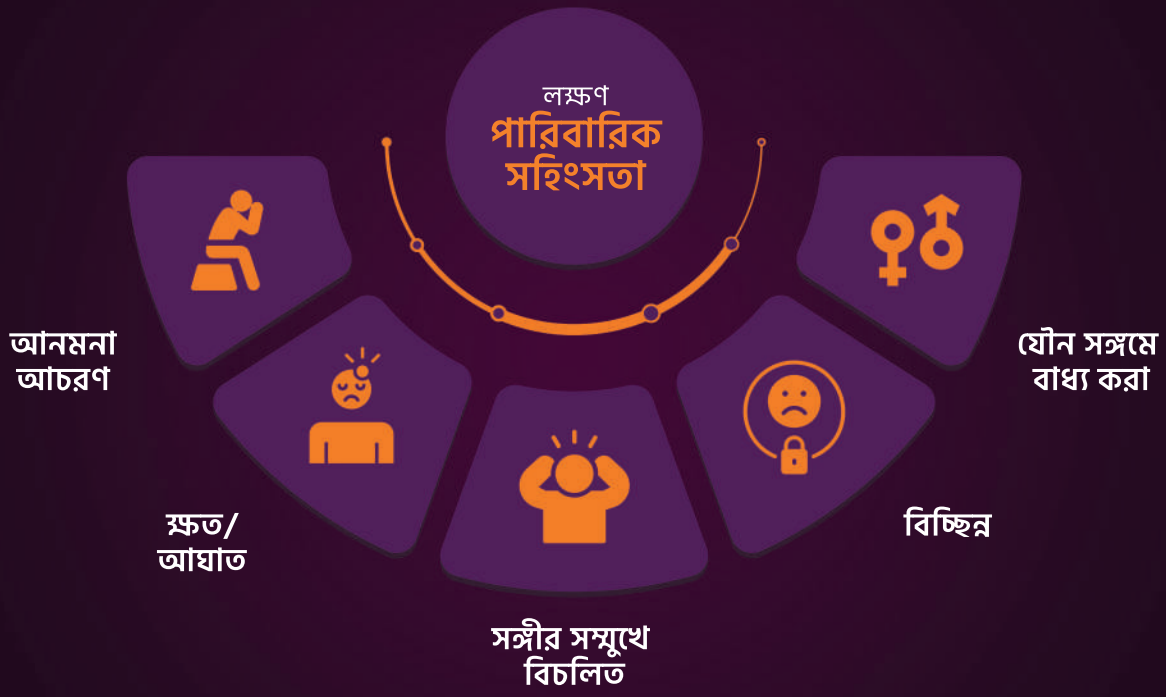 লক্ষণ
পারিবারিক
সহিংসতা
আনমনা
আচরণ
ক্ষত/
আঘাত
সঙ্গীর সম্মুখে
বিচলিত
বিচ্ছিন্ন
যৌন সঙ্গমে
বাধ্য করা